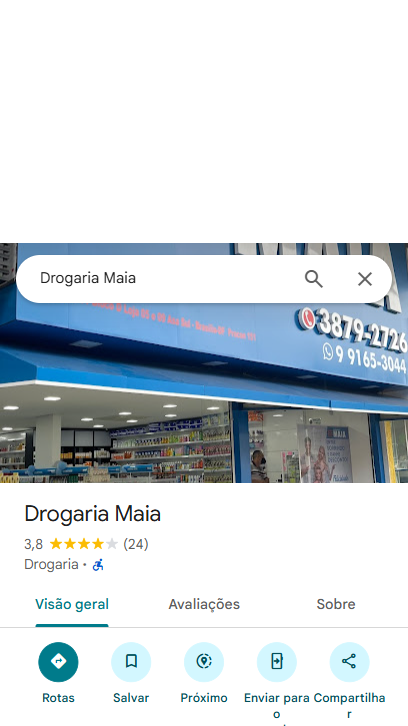 Drogaria Maia
3879-2726
9 9165-3044
MAIA
Drogaria Maia
3,8 (24)
Drogaria ·
Visão geral
Avaliações
Sobre
Rotas
Salvar
Próximo
Enviar para o
Compartilhar